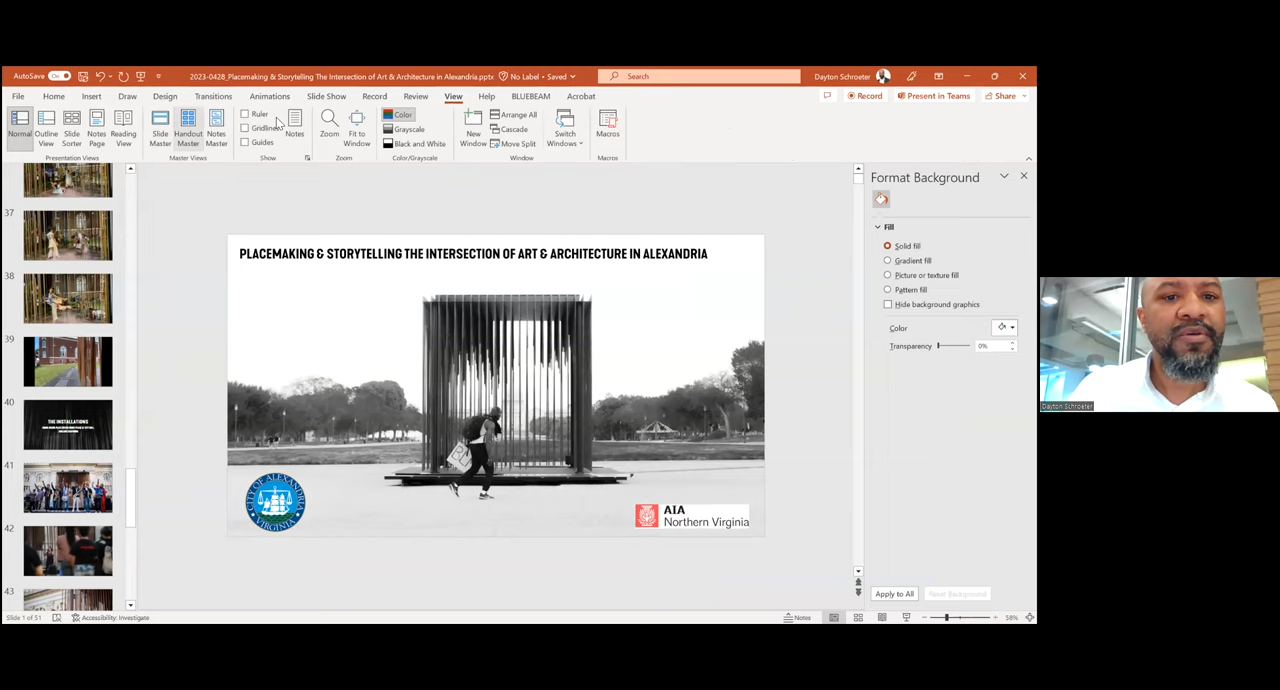 AutoSave On 2023-0428_Placemaking & Storytelling The Intersection of Art & Architecture in Alexandria.pptx No Label • Saved Search Dayton Schroeter
File Home Insert Draw Design Transitions Animations Slide Show Record Review View Help BLUEBEAM Acrobat Record Present in Teams Share
Normal Outline View Slide Sorter Notes Page Reading View
Presentation Views
Slide Master Handout Master Notes Master
Master Views
Ruler
Gridlines
Guides
Notes
Show
Zoom Fit to Window
Zoom
Color
Grayscale
Black and White
Color/Grayscale
New Window
Arrange All
Cascade
Move Split
Switch Windows
Window
Macros
Macros
37
38
39
40
THE INSTALLATIONS
41
42
43
PLACEMAKING & STORYTELLING THE INTERSECTION OF ART & ARCHITECTURE IN ALEXANDRIA
CITY OF ALEXANDRIA
VIRGINIA
AIA
Northern Virginia
Format Background
Fill
Solid fill
Gradient fill
Picture or texture fill
Pattern fill
Hide background graphics
Color
Transparency 0%
Apply to All Reset Background
Dayton Schroeter
Slide 1 of 51 Accessibility: Investigate Notes 58%